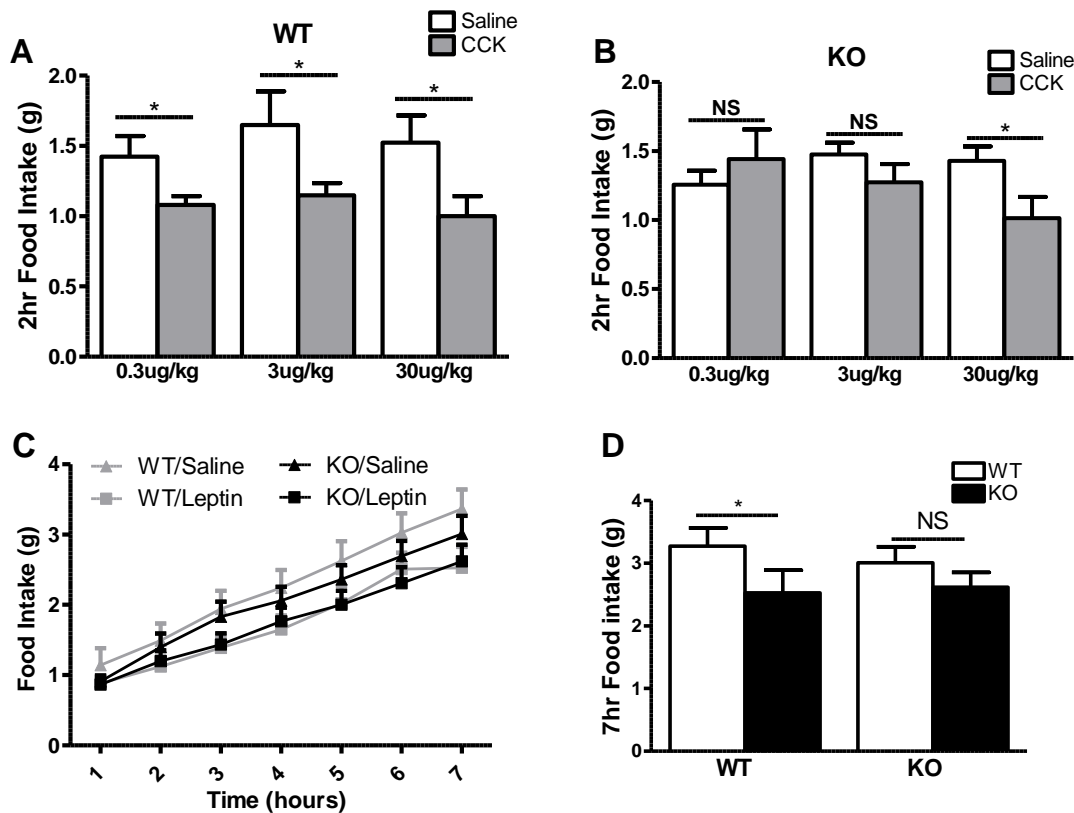 A
WT
Saline
CCK
2hr Food Intake (g)
2.0
1.5
1.0
0.5
0.0
*
*
*
0.3ug/kg 3ug/kg 30ug/kg
B
KO
Saline
CCK
2hr Food Intake (g)
2.0
1.5
1.0
0.5
0.0
NS
NS
*
0.3ug/kg 3ug/kg 30ug/kg
C
WT/Saline KO/Saline
WT/Leptin KO/Leptin
Food Intake (g)
4
3
2
1
0
1 2 3 4 5 6 7
Time (hours)
D
WT
KO
7hr Food intake (g)
4
3
2
1
0
*
NS
WT KO